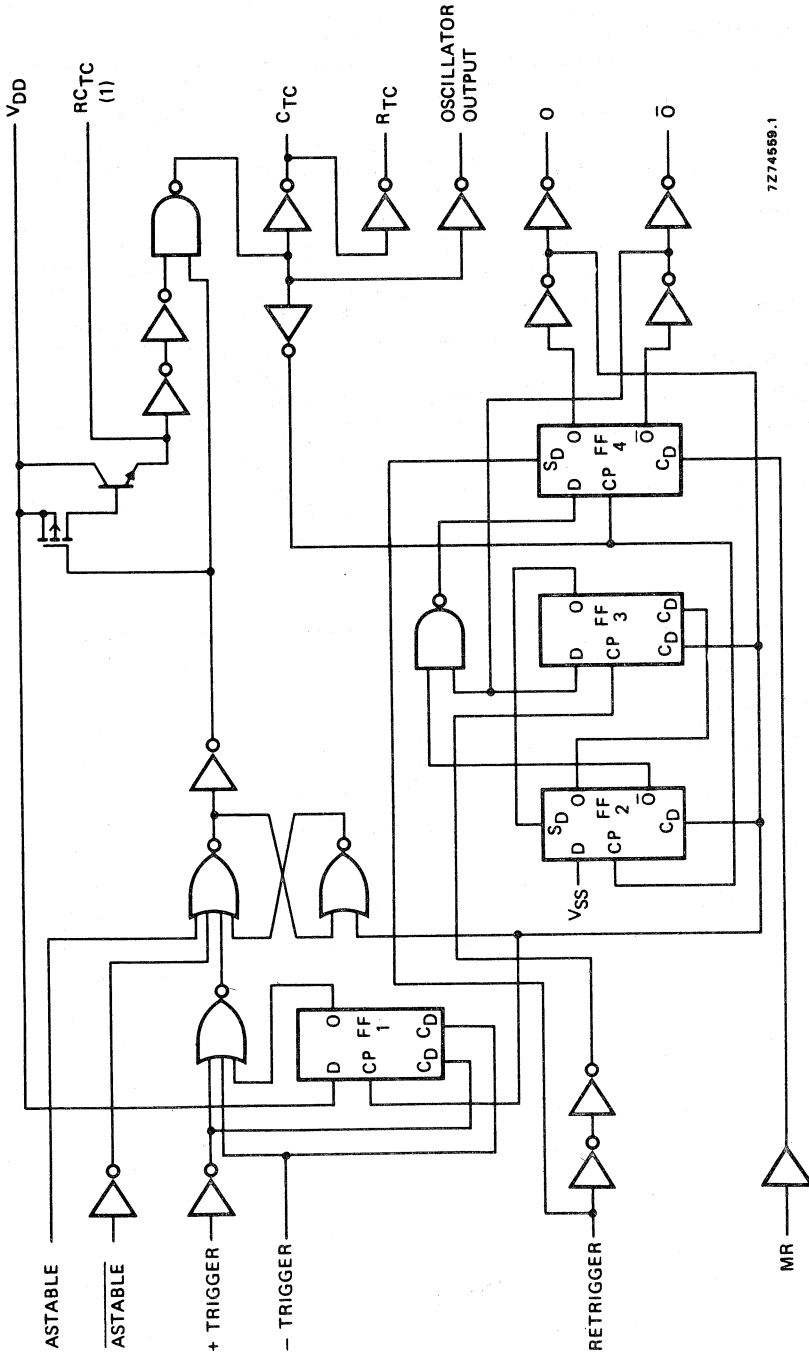 ASTABLE
A̅S̅T̅A̅B̅L̅E̅
+ TRIGGER
− TRIGGER
RETRIGGER
MR
D
O
CP
FF
1
CD
CD
VSS
SD
D
O
CP
FF
2
O̅
CD
D
O
CP
FF
3
CD
CD
SD
D
O
CP
FF
4
O̅
CD
VDD
RCTC
(1)
CTC
RTC
OSCILLATOR
OUTPUT
O
O̅
7Z74559.1